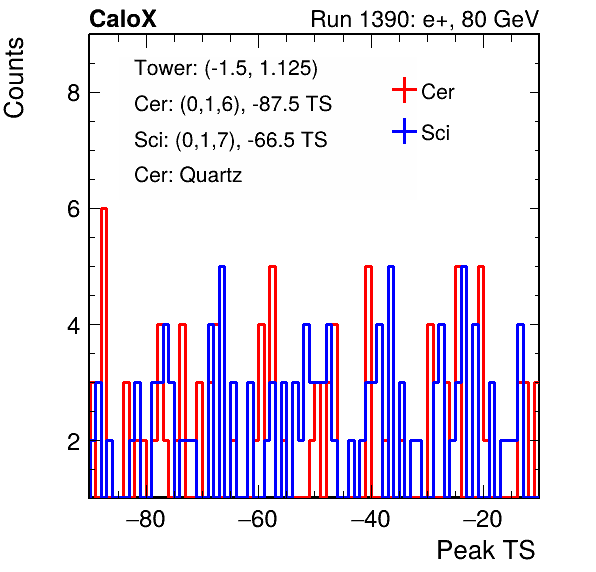 CaloX Run 1390: e+, 80 GeV
Counts
Tower: (-1.5, 1.125)
Cer: (0,1,6), -87.5 TS
Sci: (0,1,7), -66.5 TS
Cer: Quartz
Cer
Sci
8
6
4
2
−80 −60 −40 −20
Peak TS